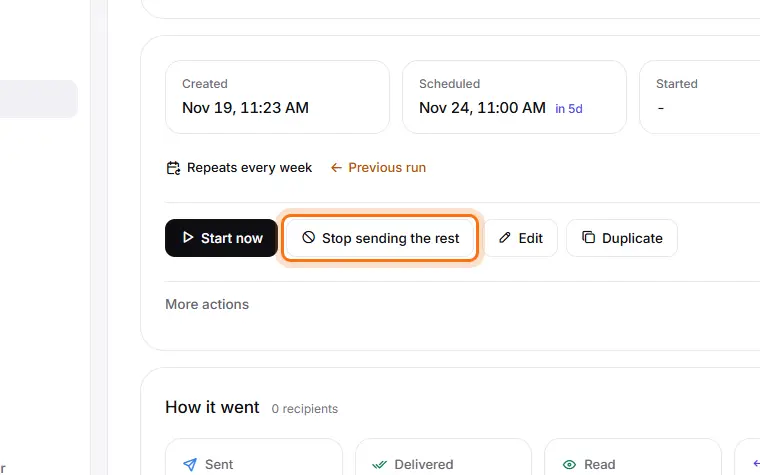 Created
Nov 19, 11:23 AM
Scheduled
Nov 24, 11:00 AM in 5d
Started
-
Repeats every week ← Previous run
Start now
Stop sending the rest
Edit
Duplicate
More actions
How it went 0 recipients
Sent
Delivered
Read